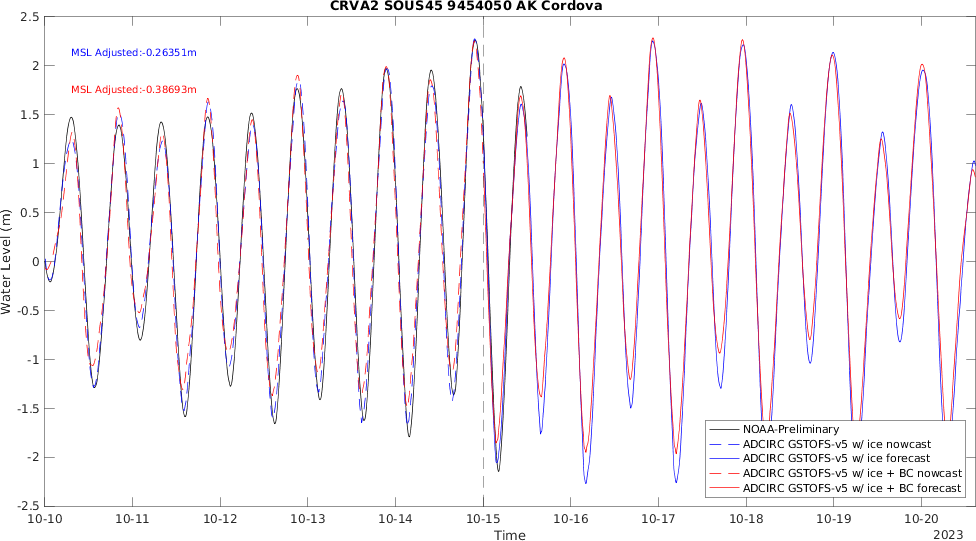 CRVA2 SOUS45 9454050 AK Cordova
MSL Adjusted:-0.26351m
MSL Adjusted:-0.38693m
Water Level (m)
2.5
2
1.5
1
0.5
0
-0.5
-1
-1.5
-2
-2.5
NOAA-Preliminary
ADCIRC GSTOFS-v5 w/ ice nowcast
ADCIRC GSTOFS-v5 w/ ice forecast
ADCIRC GSTOFS-v5 w/ ice + BC nowcast
ADCIRC GSTOFS-v5 w/ ice + BC forecast
10-10 10-11 10-12 10-13 10-14 10-15 10-16 10-17 10-18 10-19 10-20
Time
2023